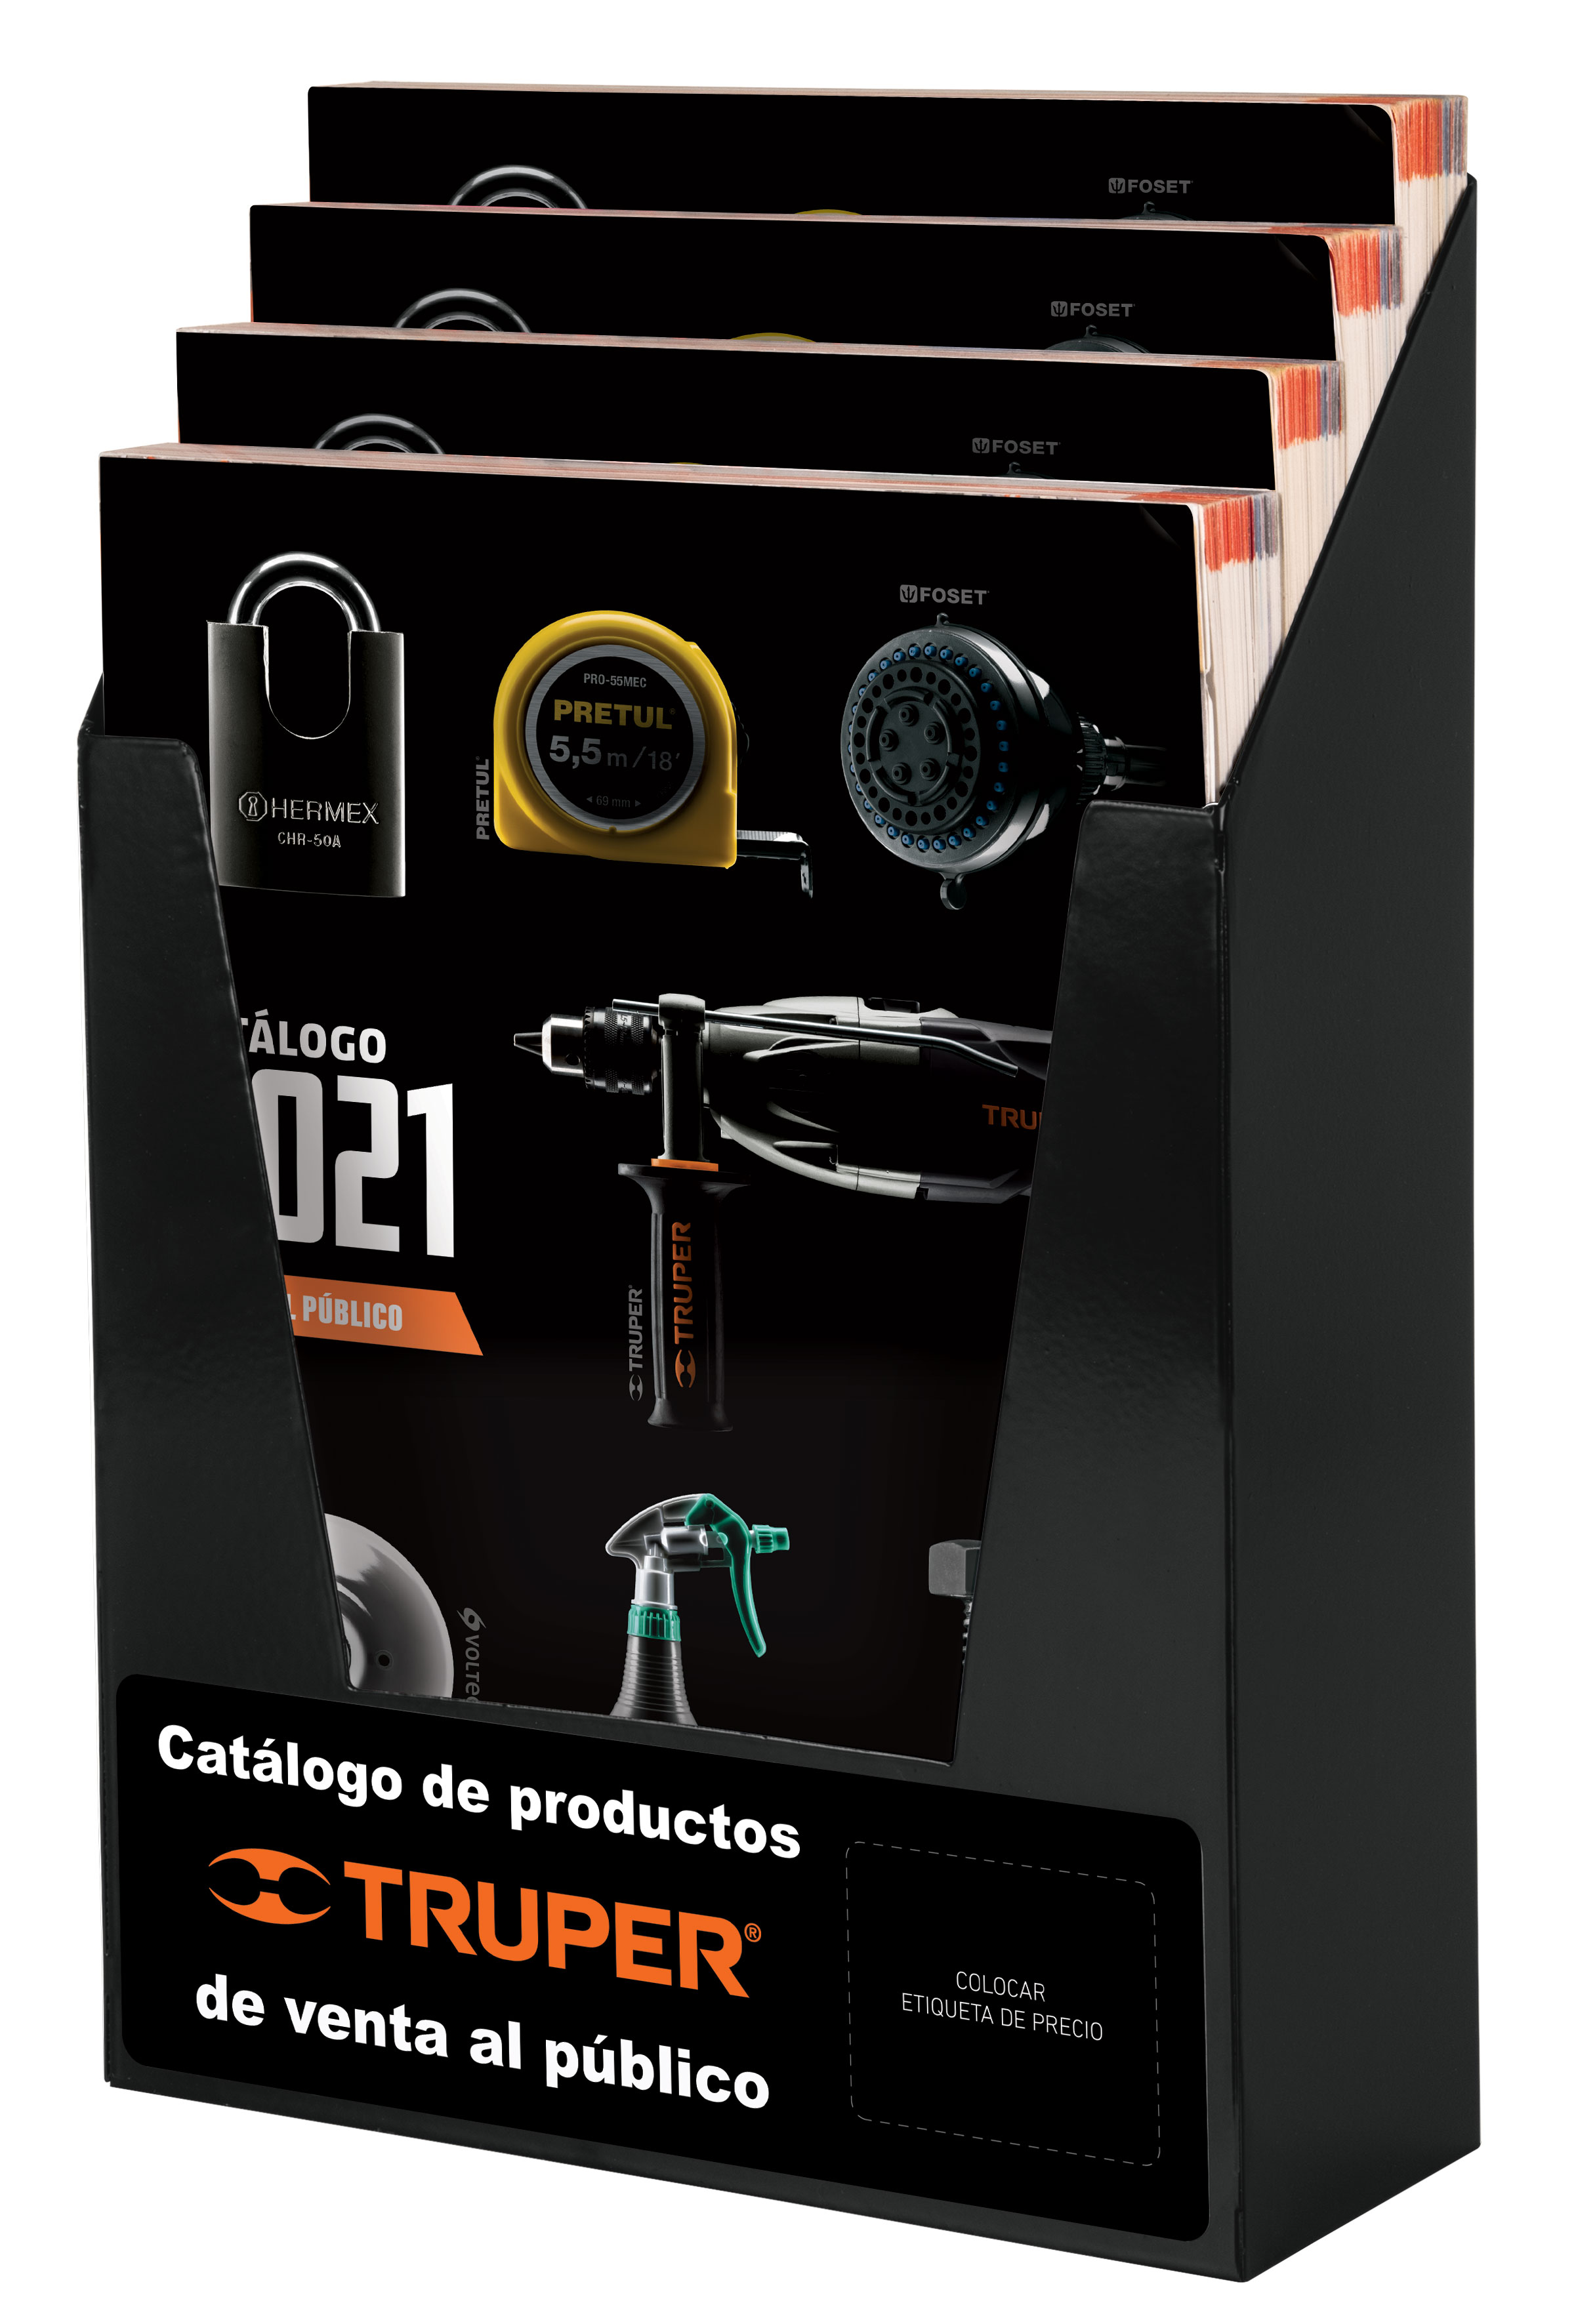 FOSET
FOSET
FOSET
FOSET
HERMEX
CHR-50A
PRO-55MEC
PRETUL®
5,5 m/18'
◂ 69 mm ▸
PRETUL
TÁLOGO
021
TRU
L PÚBLICO
TRUPER
TRUPER
VOLTE
Catálogo de productos
TRUPER®
de venta al público
COLOCAR
ETIQUETA DE PRECIO